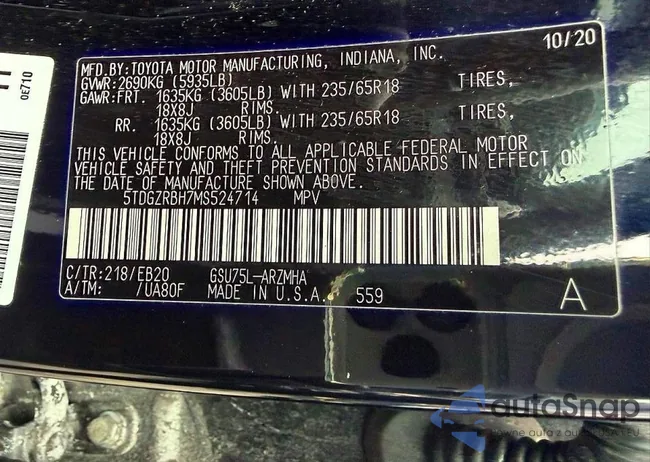 10/20
MFD.BY:TOYOTA MOTOR MANUFACTURING, INDIANA, INC.
GVWR:2690KG (5935LB)
GAWR:FRT. 1635KG (3605LB) WITH 235/65R18 TIRES,
18X8J RIMS.
RR. 1635KG (3605LB) WITH 235/65R18 TIRES,
18X8J RIMS.
THIS VEHICLE CONFORMS TO ALL APPLICABLE FEDERAL MOTOR
VEHICLE SAFETY AND THEFT PREVENTION STANDARDS IN EFFECT ON
THE DATE OF MANUFACTURE SHOWN ABOVE.
5TDGZRBH7MS524714 MPV
C/TR:218/EB20 GSU75L-ARZMHA
A/TM: /UA80F MADE IN U.S.A. 559
A
0E710
autaSnap